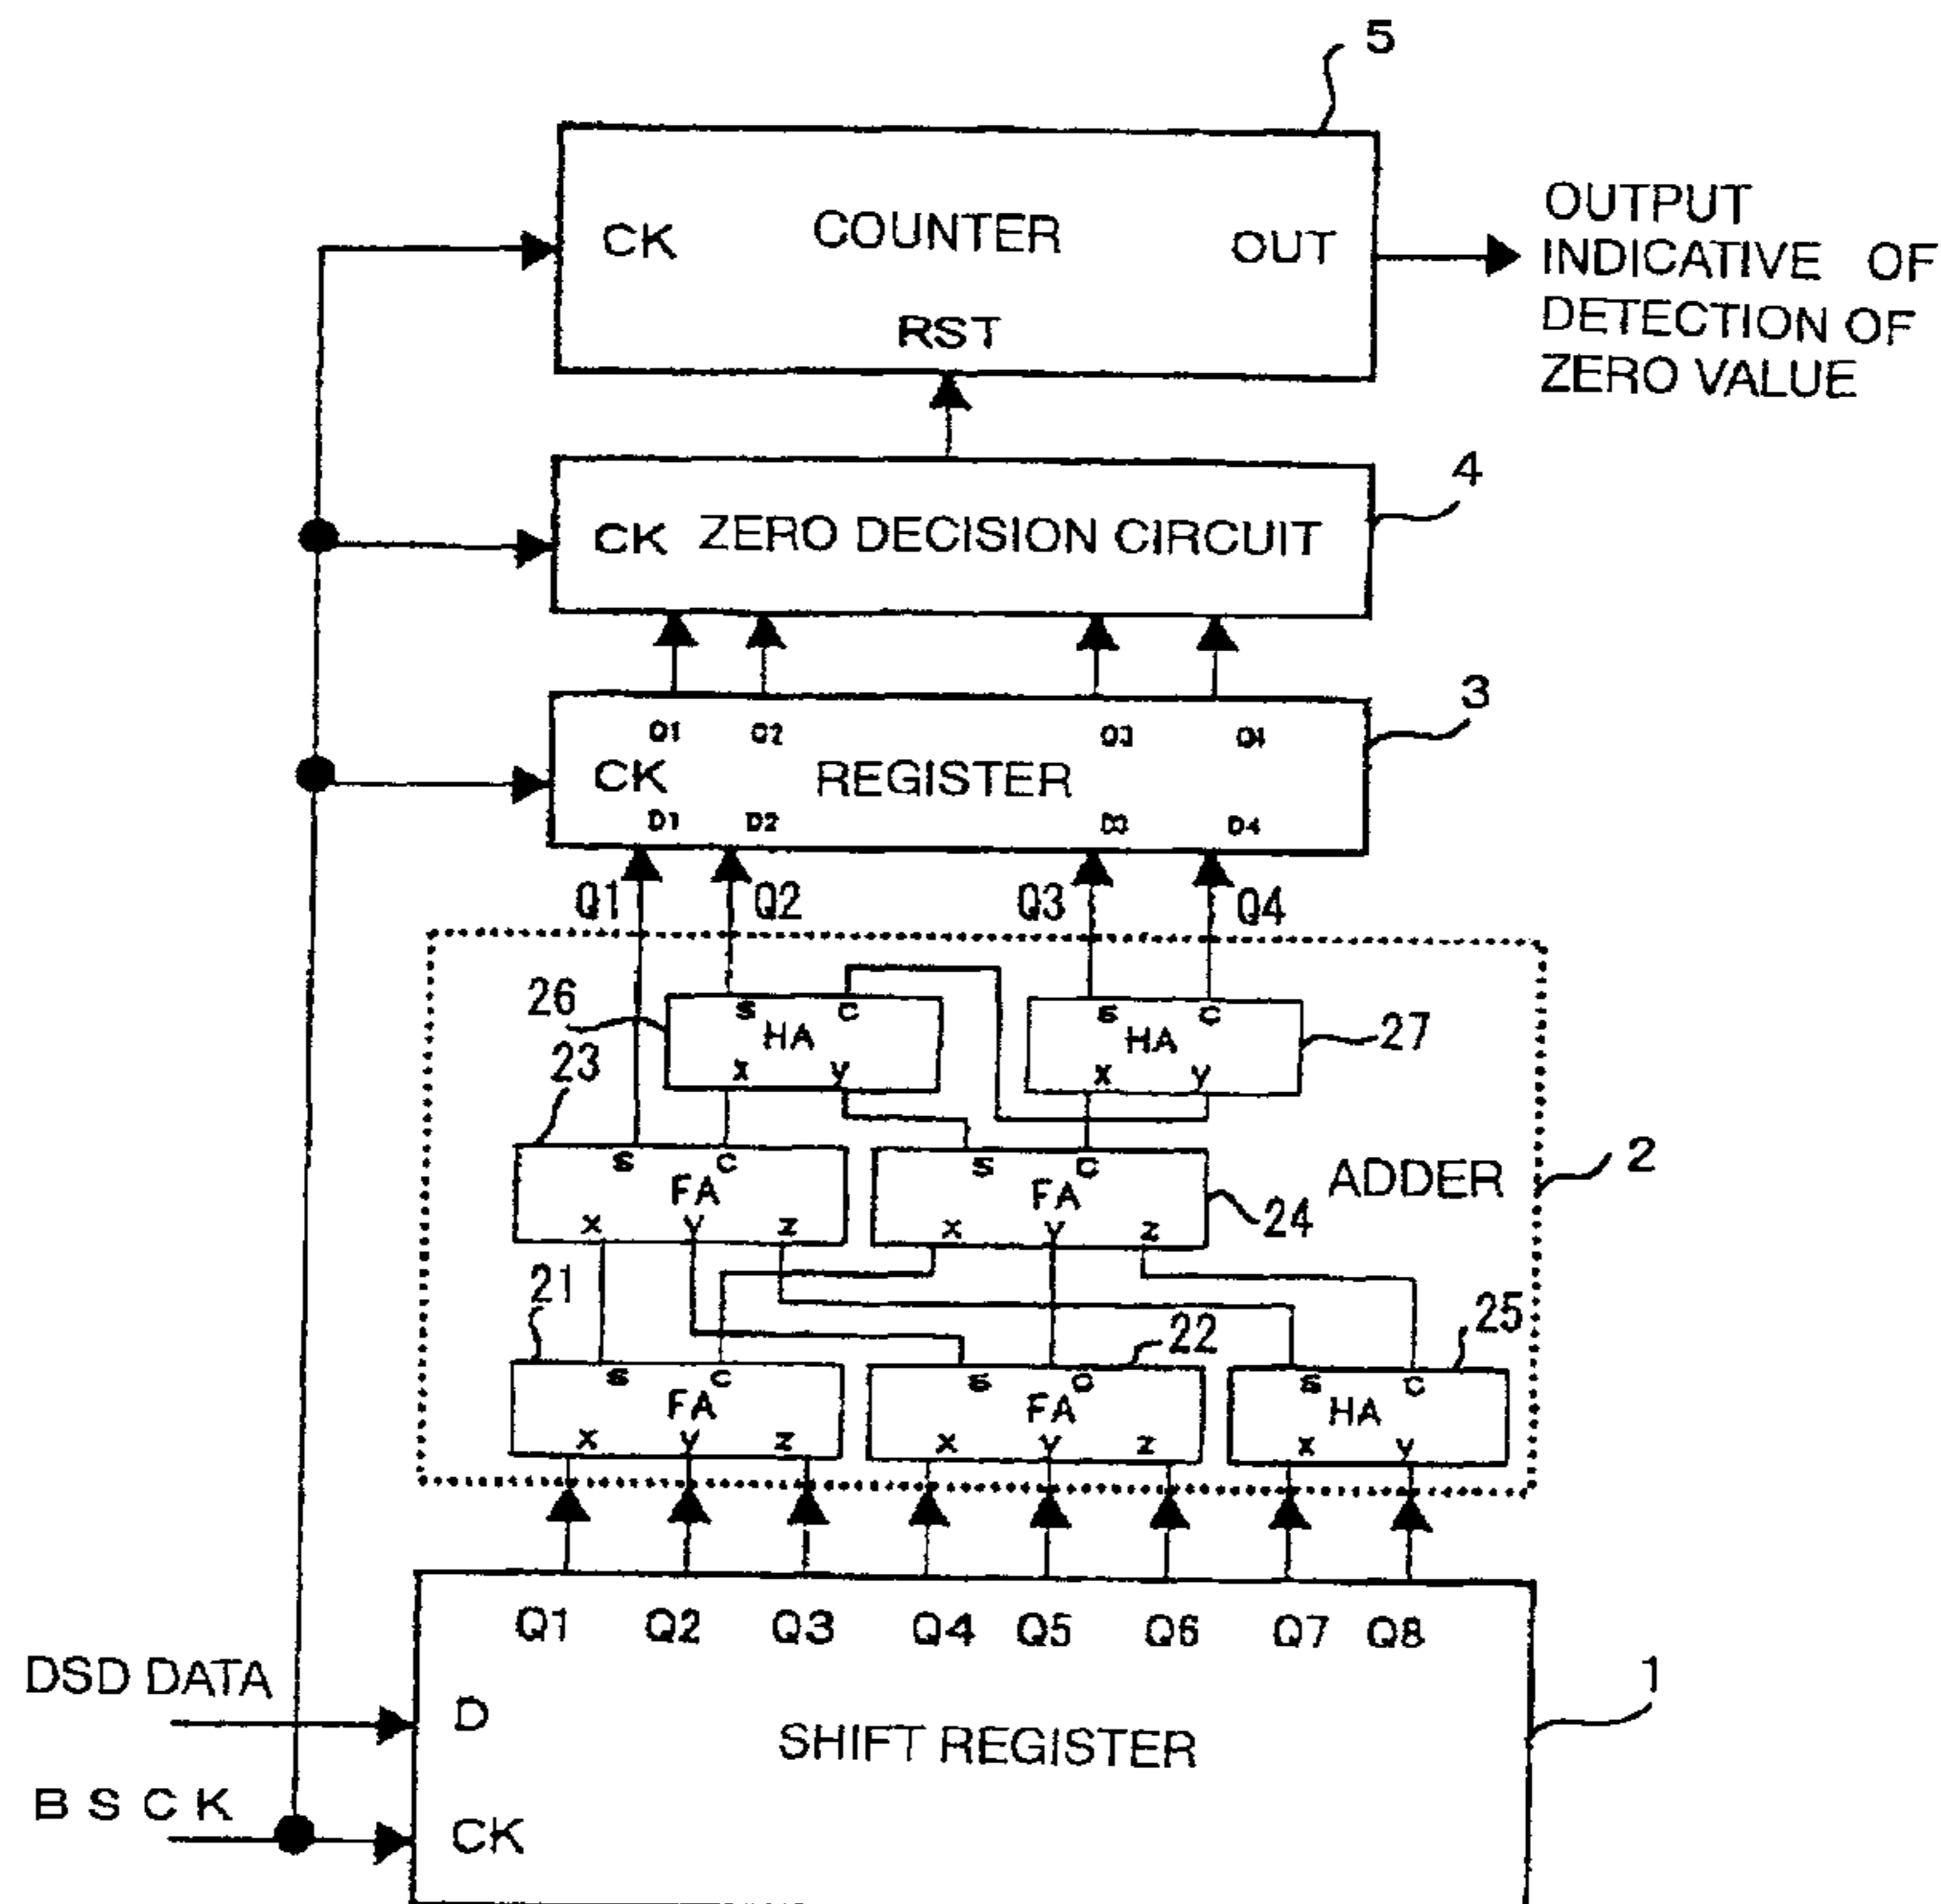 5
CK COUNTER OUT
RST
OUTPUT
INDICATIVE OF
DETECTION OF
ZERO VALUE
4
CK ZERO DECISION CIRCUIT
3
Q1 Q2 Q3 Q4
CK REGISTER
D1 D2 D3 D4
Q1 Q2 Q3 Q4
26 S C HA x y
S C HA x y 27
23 S C FA x y z
S C FA x y z 24
ADDER 2
21 S C FA x y z
22 S C FA x y z
25 S C HA x y
Q1 Q2 Q3 Q4 Q5 Q6 Q7 Q8
1
DSD DATA D
SHIFT REGISTER
BSCK CK